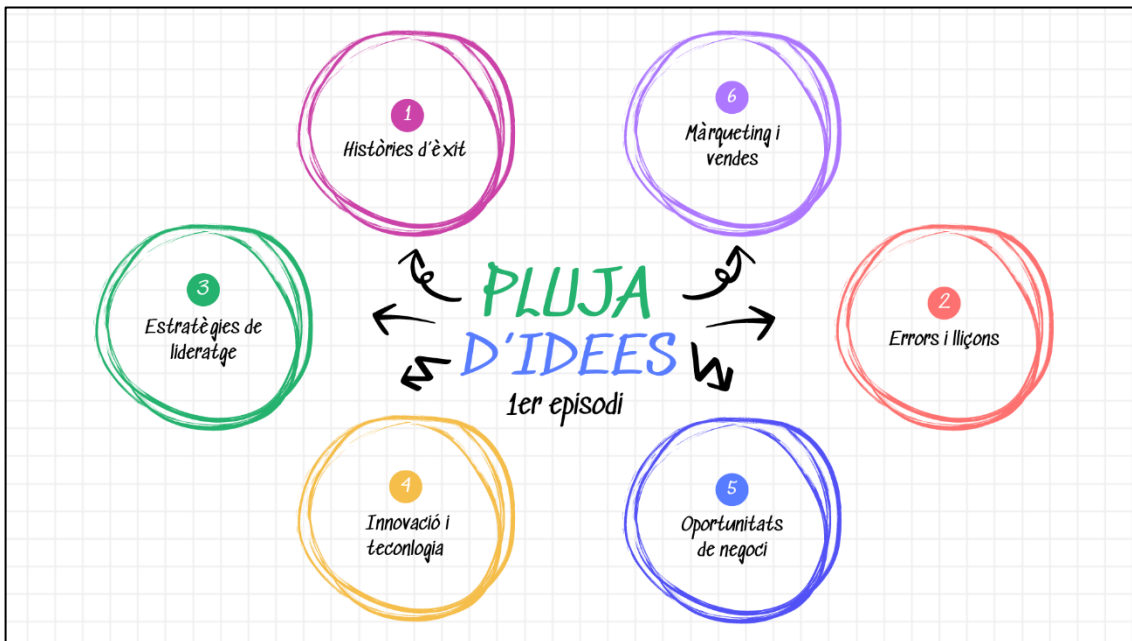 1
Històries d'èxit
6
Màrqueting i
vendes
3
Estratègies de
lideratge
PLUJA
D'IDEES
1er episodi
2
Errors i lliçons
4
Innovació i
teconlogia
5
Oportunitats
de negoci